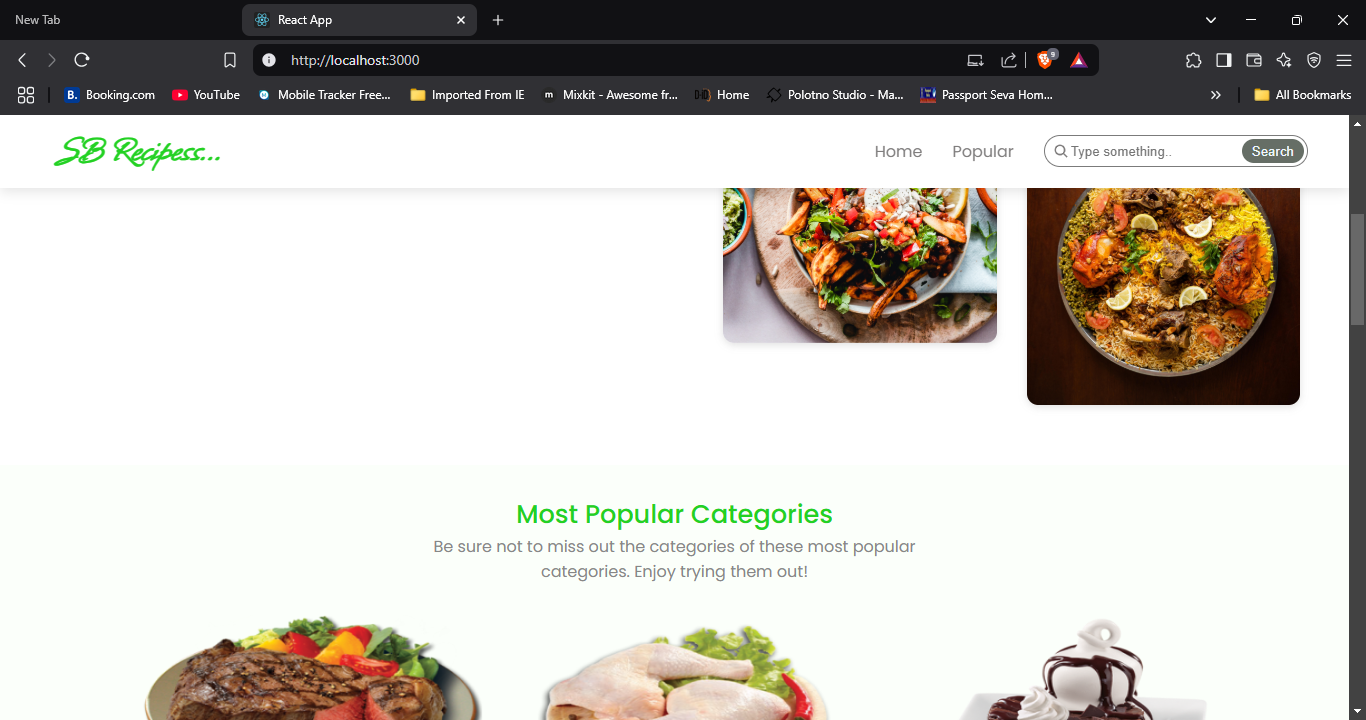 New Tab
React App
http://localhost:3000
9
B. Booking.com
YouTube
Mobile Tracker Free...
Imported From IE
m Mixkit - Awesome fr...
Home
Polotno Studio - Ma...
Passport Seva Hom...
All Bookmarks
SB Recipess...
Home
Popular
Type something..
Search
Most Popular Categories
Be sure not to miss out the categories of these most popular
categories. Enjoy trying them out!